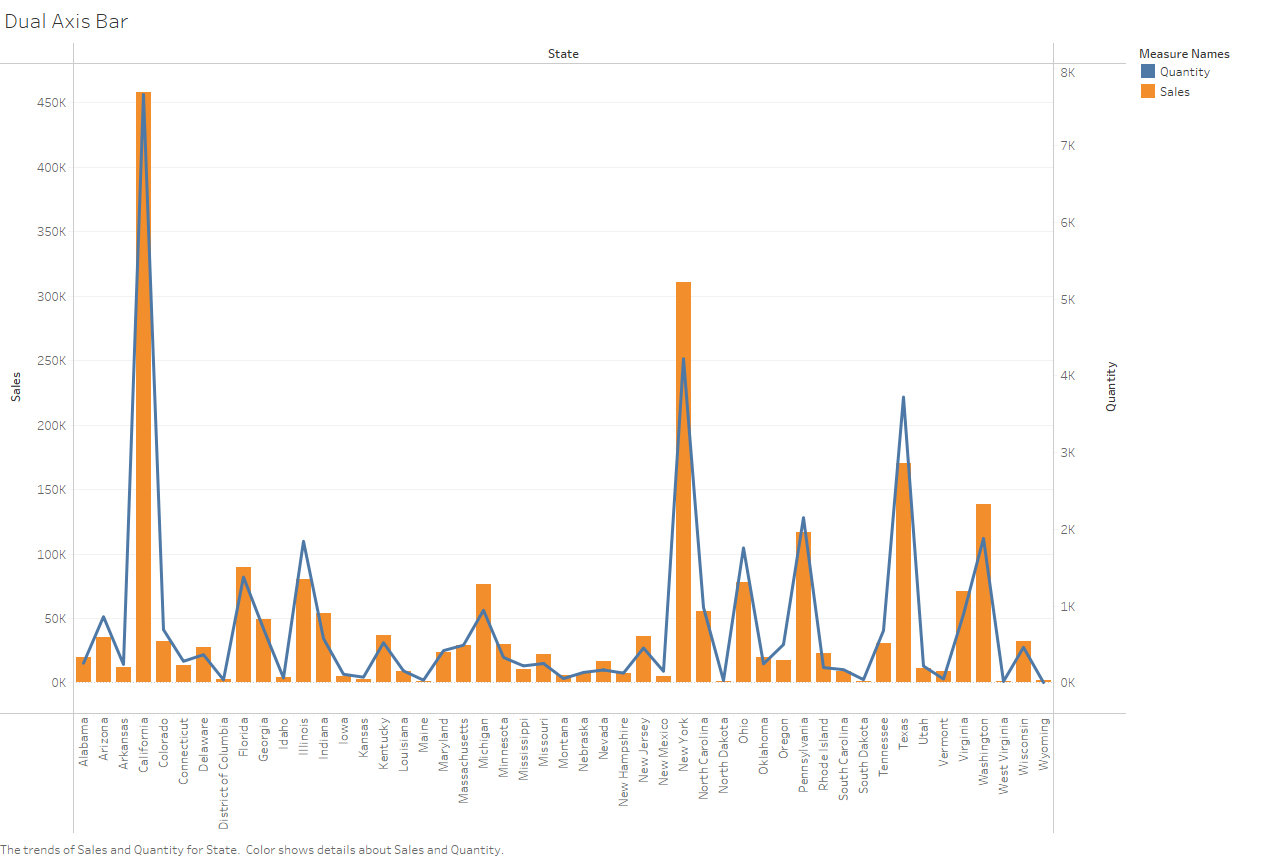 Dual Axis Bar
State
Measure Names
Quantity
Sales
Sales
450K
400K
350K
300K
250K
200K
150K
100K
50K
0K
8K
7K
6K
5K
4K
3K
2K
1K
0K
Quantity
Alabama
Arizona
Arkansas
California
Colorado
Connecticut
Delaware
District of Columbia
Florida
Georgia
Idaho
Illinois
Indiana
Iowa
Kansas
Kentucky
Louisiana
Maine
Maryland
Massachusetts
Michigan
Minnesota
Mississippi
Missouri
Montana
Nebraska
Nevada
New Hampshire
New Jersey
New Mexico
New York
North Carolina
North Dakota
Ohio
Oklahoma
Oregon
Pennsylvania
Rhode Island
South Carolina
South Dakota
Tennessee
Texas
Utah
Vermont
Virginia
Washington
West Virginia
Wisconsin
Wyoming
The trends of Sales and Quantity for State.  Color shows details about Sales and Quantity.